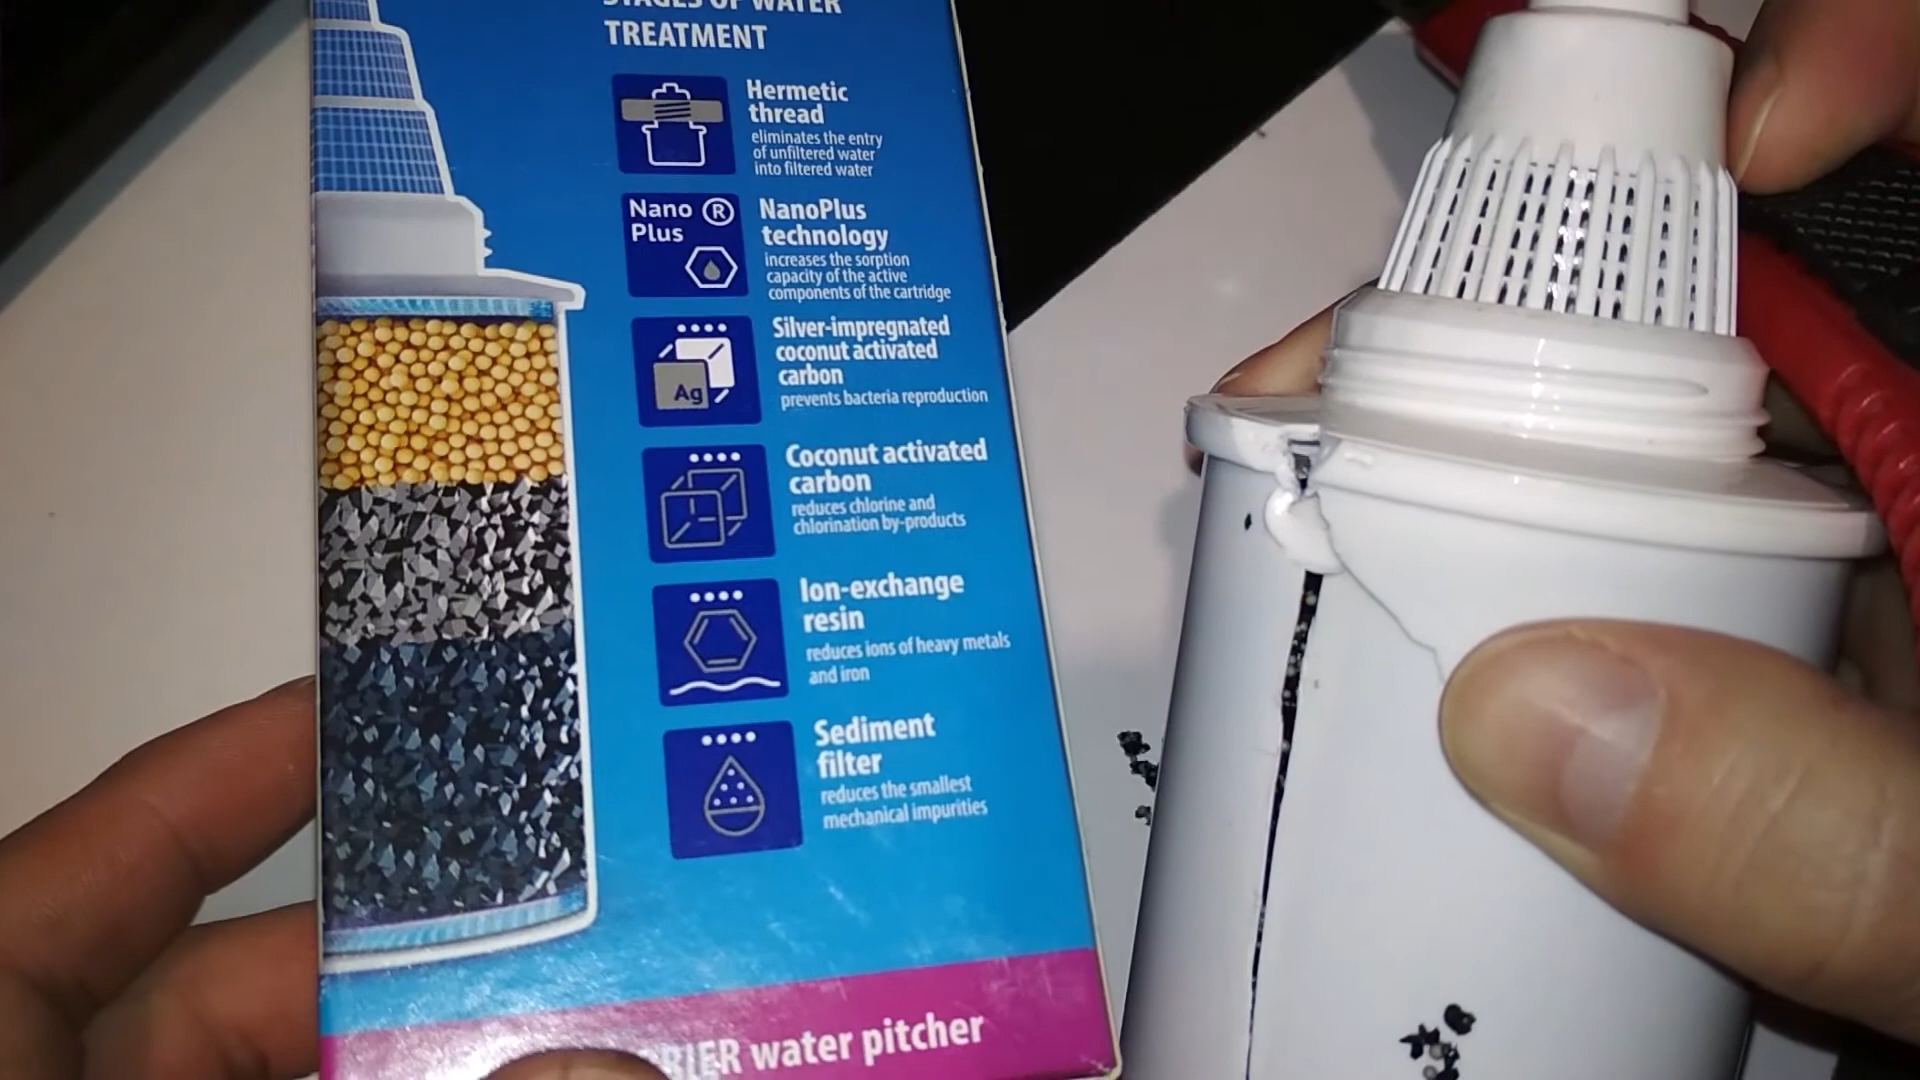 STAGES OF WATER
TREATMENT
Hermetic
thread
eliminates the entry
of unfiltered water
into filtered water
Nano ®
Plus
NanoPlus
technology
increases the sorption
capacity of the active
components of the cartridge
Ag
Silver-impregnated
coconut activated
carbon
prevents bacteria reproduction
Coconut activated
carbon
reduces chlorine and
chlorination by-products
Ion-exchange
resin
reduces ions of heavy metals
and iron
Sediment
filter
reduces the smallest
mechanical impurities
water pitcher